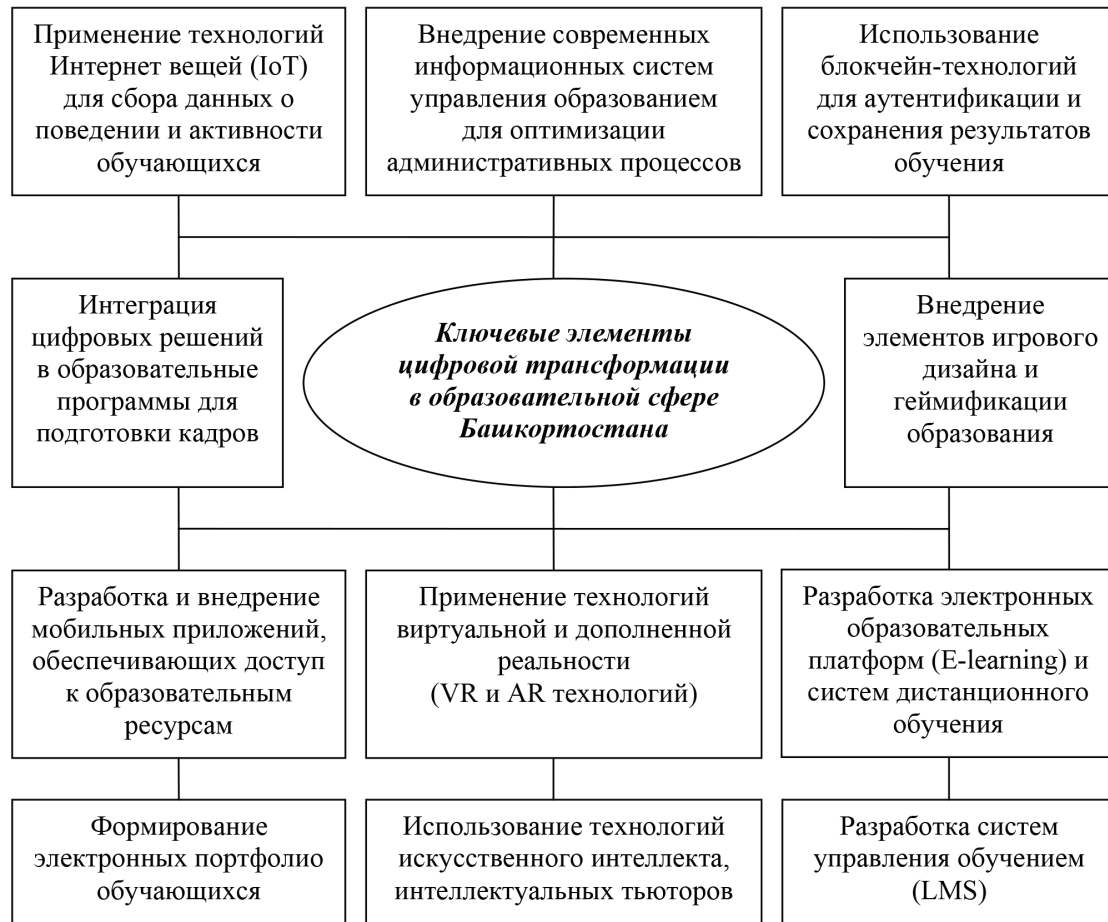 Применение технологий
Интернет вещей (IoT)
для сбора данных о
поведении и активности
обучающихся
Внедрение современных
информационных систем
управления образованием
для оптимизации
административных процессов
Использование
блокчейн-технологий
для аутентификации и
сохранения результатов
обучения
Интеграция
цифровых решений
в образовательные
программы для
подготовки кадров
Ключевые элементы
цифровой трансформации
в образовательной сфере
Башкортостана
Внедрение
элементов игрового
дизайна и
геймификации
образования
Разработка и внедрение
мобильных приложений,
обеспечивающих доступ
к образовательным
ресурсам
Применение технологий
виртуальной и дополненной
реальности
(VR и AR технологий)
Разработка электронных
образовательных
платформ (E-learning) и
систем дистанционного
обучения
Формирование
электронных портфолио
обучающихся
Использование технологий
искусственного интеллекта,
интеллектуальных тьюторов
Разработка систем
управления обучением
(LMS)